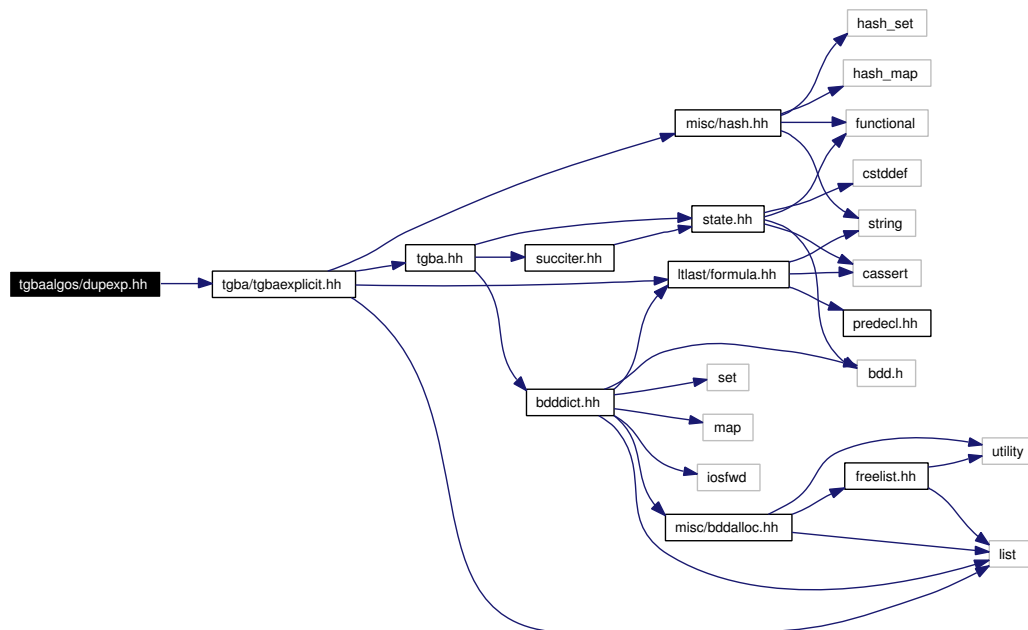 hash_set
hash_map
misc/hash.hh
functional
cstddef
state.hh
string
tgba.hh
succiter.hh
cassert
ltlast/formula.hh
tgbaalgos/dupexp.hh
tgba/tgbaexplicit.hh
predecl.hh
bdd.h
set
bdddict.hh
map
utility
iosfwd
freelist.hh
misc/bddalloc.hh
list